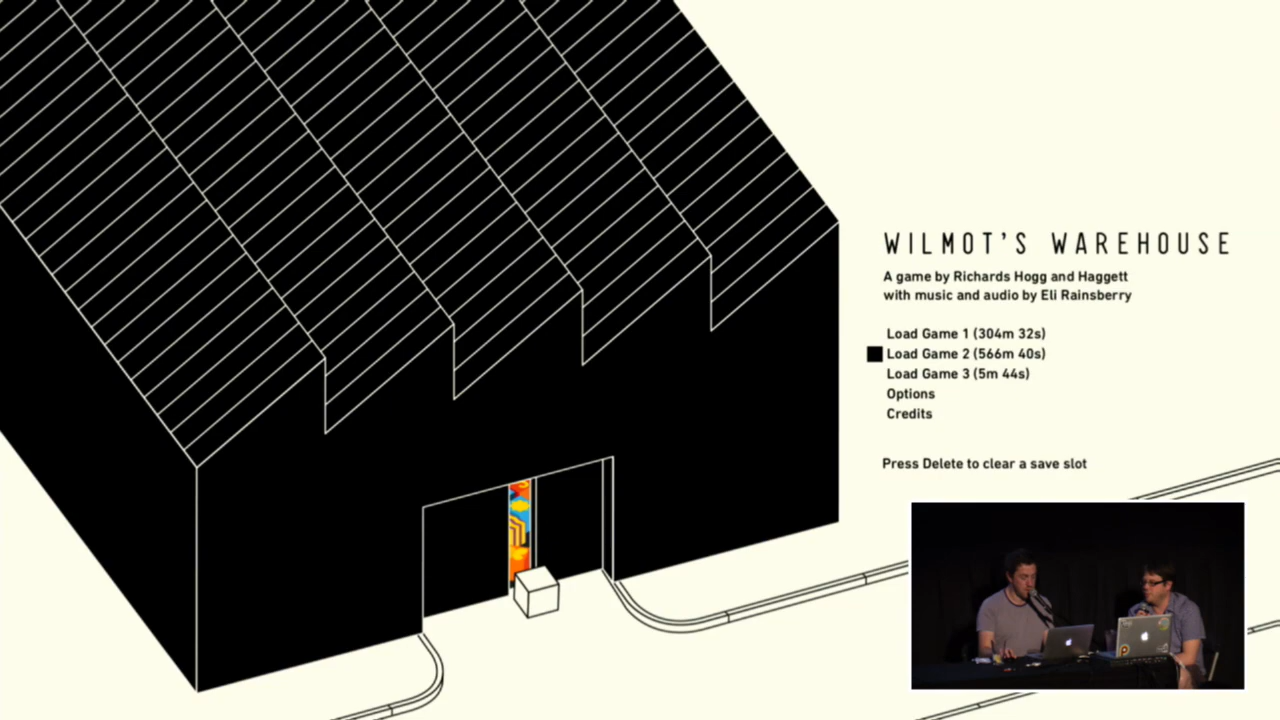 WILMOT'S WAREHOUSE
A game by Richards Hogg and Haggett
with music and audio by Eli Rainsberry
Load Game 1 (304m 32s)
Load Game 2 (566m 40s)
Load Game 3 (5m 44s)
Options
Credits
Press Delete to clear a save slot